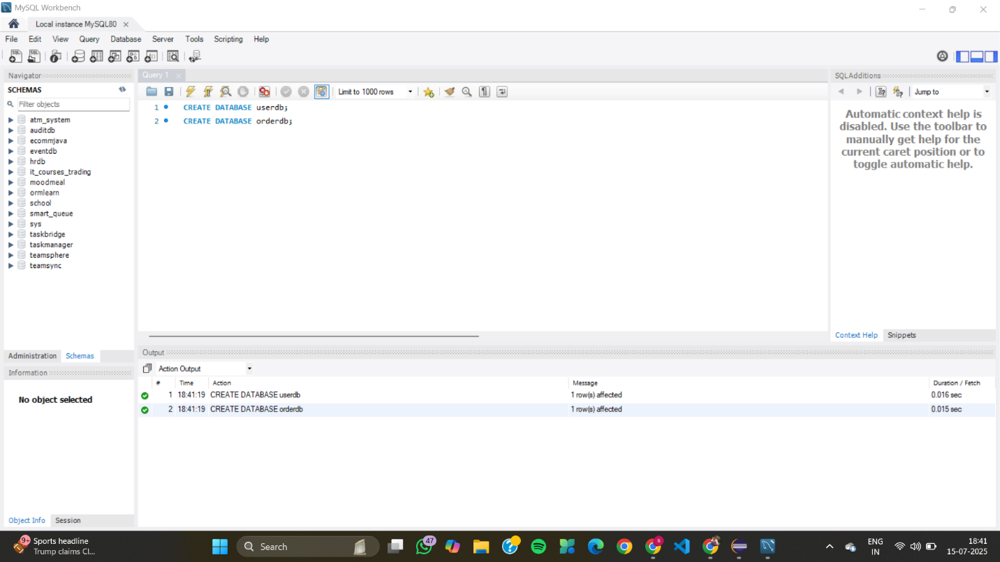 MySQL Workbench
Local instance MySQL80
File Edit View Query Database Server Tools Scripting Help
Navigator
SCHEMAS
Filter objects
atm_system
auditdb
ecommjava
eventdb
hrdb
it_courses_trading
moodmeal
ormlearn
school
smart_queue
sys
taskbridge
taskmanager
teamsphere
teamsync
Administration Schemas
Information
No object selected
Object Info Session
Query 1
Limit to 1000 rows
1 CREATE DATABASE userdb;
2 CREATE DATABASE orderdb;
SQLAdditions
Jump to
Automatic context help is
disabled. Use the toolbar to
manually get help for the
current caret position or to
toggle automatic help.
Context Help Snippets
Output
Action Output
# Time Action Message Duration / Fetch
1 18:41:19 CREATE DATABASE userdb 1 row(s) affected 0.016 sec
2 18:41:19 CREATE DATABASE orderdb 1 row(s) affected 0.015 sec
9+
Sports headline
Trump claims Cl...
Search
47
ENG
IN
18:41
15-07-2025